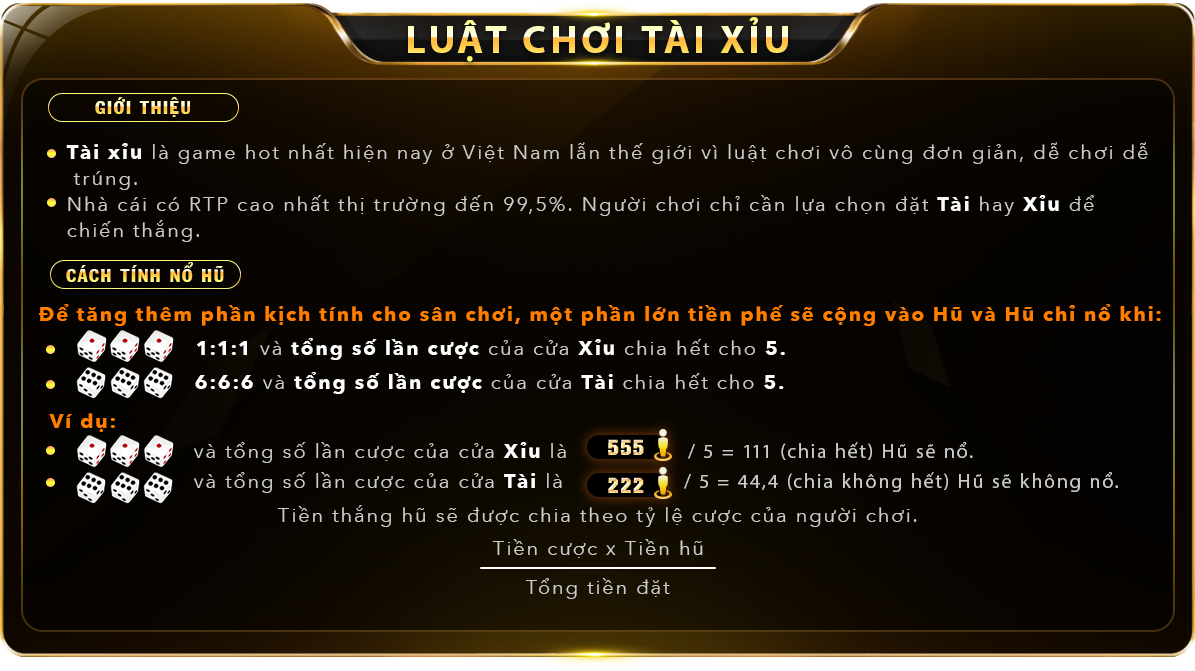 LUẬT CHƠI TÀI XỈU
GIỚI THIỆU
Tài xỉu là game hot nhất hiện nay ở Việt Nam lẫn thế giới vì luật chơi vô cùng đơn giản, dễ chơi dễ
trúng.
Nhà cái có RTP cao nhất thị trường đến 99,5%. Người chơi chỉ cần lựa chọn đặt Tài hay Xỉu để
chiến thắng.
CÁCH TÍNH NỔ HŨ
Để tăng thêm phần kịch tính cho sân chơi, một phần lớn tiền phế sẽ cộng vào Hũ và Hũ chỉ nổ khi:
1:1:1 và tổng số lần cược của cửa Xỉu chia hết cho 5.
6:6:6 và tổng số lần cược của cửa Tài chia hết cho 5.
Ví dụ:
và tổng số lần cược của cửa Xỉu là 555 / 5 = 111 (chia hết) Hũ sẽ nổ.
và tổng số lần cược của cửa Tài là 222 / 5 = 44,4 (chia không hết) Hũ sẽ không nổ.
Tiền thắng hũ sẽ được chia theo tỷ lệ cược của người chơi.
Tiền cược x Tiền hũ
Tổng tiền đặt